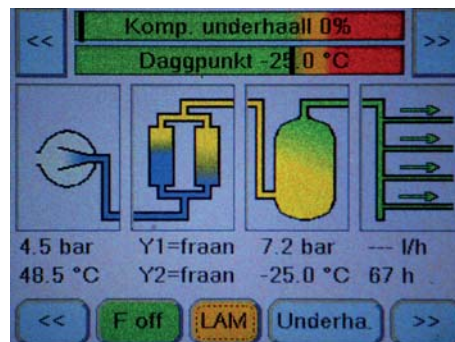 << Komp. underhaall 0% >>
Daggpunkt -25.0 °C
4.5 bar Y1=fraan 7.2 bar --- l/h
48.5 °C Y2=fraan -25.0 °C 67 h
<< F off LAM Underha. >>